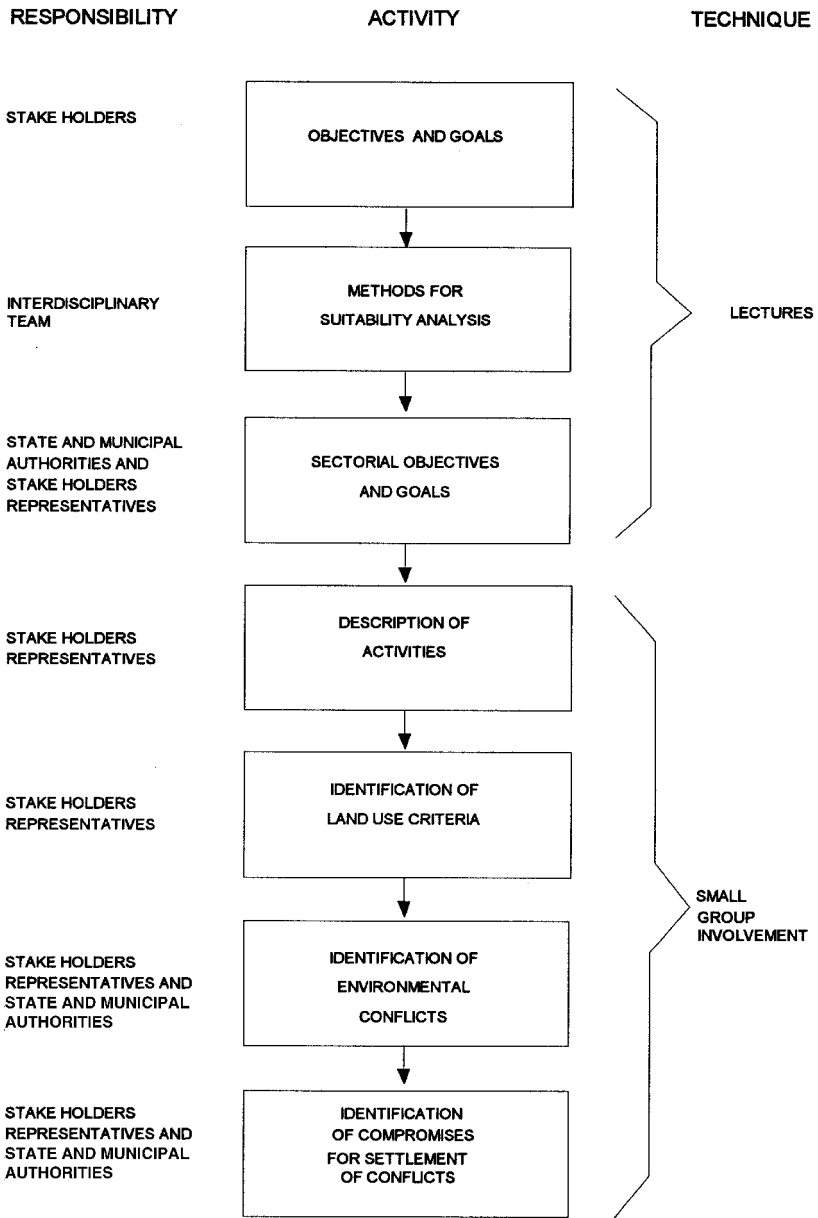 RESPONSIBILITY ACTIVITY TECHNIQUE
STAKE HOLDERS
OBJECTIVES AND GOALS
INTERDISCIPLINARY
TEAM
METHODS FOR
SUITABILITY ANALYSIS
LECTURES
STATE AND MUNICIPAL
AUTHORITIES AND
STAKE HOLDERS
REPRESENTATIVES
SECTORIAL OBJECTIVES
AND GOALS
STAKE HOLDERS
REPRESENTATIVES
DESCRIPTION OF
ACTIVITIES
STAKE HOLDERS
REPRESENTATIVES
IDENTIFICATION OF
LAND USE CRITERIA
SMALL
GROUP
INVOLVEMENT
STAKE HOLDERS
REPRESENTATIVES AND
STATE AND MUNICIPAL
AUTHORITIES
IDENTIFICATION OF
ENVIRONMENTAL
CONFLICTS
STAKE HOLDERS
REPRESENTATIVES AND
STATE AND MUNICIPAL
AUTHORITIES
IDENTIFICATION
OF COMPROMISES
FOR SETTLEMENT
OF CONFLICTS